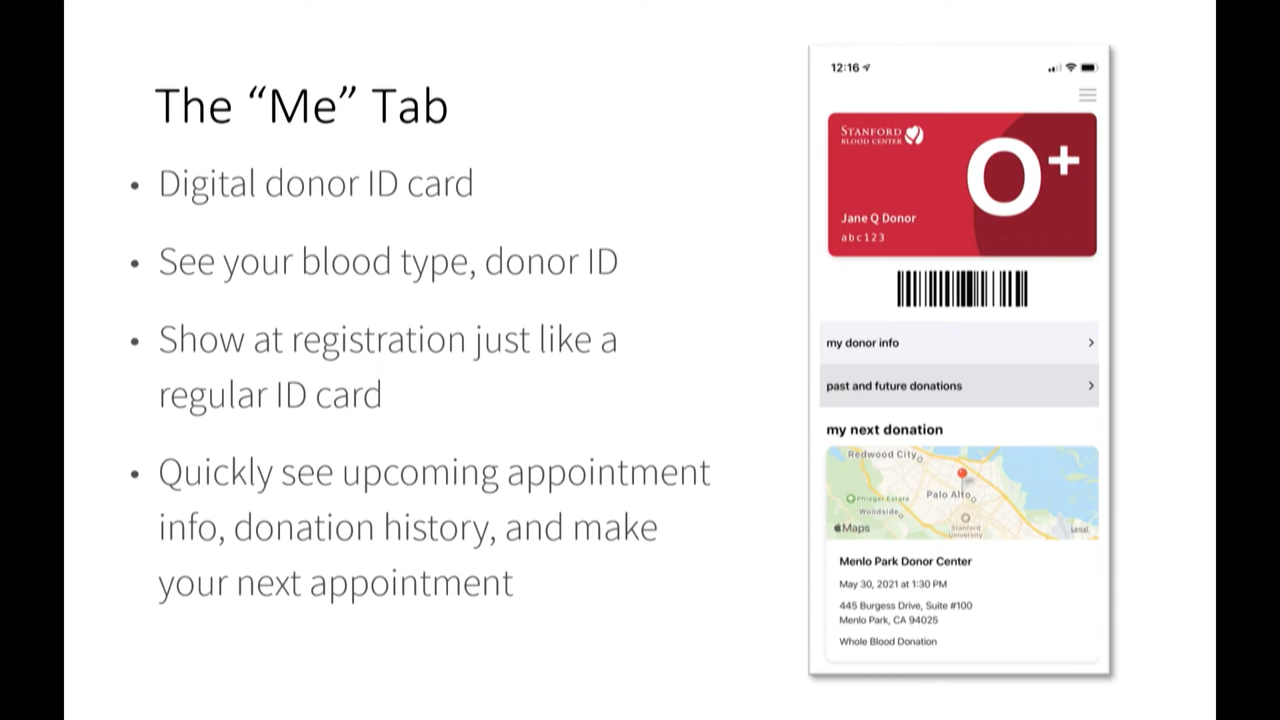 The “Me” Tab
• Digital donor ID card
• See your blood type, donor ID
• Show at registration just like a
regular ID card
• Quickly see upcoming appointment
info, donation history, and make
your next appointment
12:16
STANFORD
BLOOD CENTER
O+
Jane Q Donor
abc123
my donor info
past and future donations
my next donation
Redwood City
Palo Alto
Phleger Estate
Woodside
Maps
Stanford
University
Legal
Menlo Park Donor Center
May 30, 2021 at 1:30 PM
445 Burgess Drive, Suite #100
Menlo Park, CA 94025
Whole Blood Donation